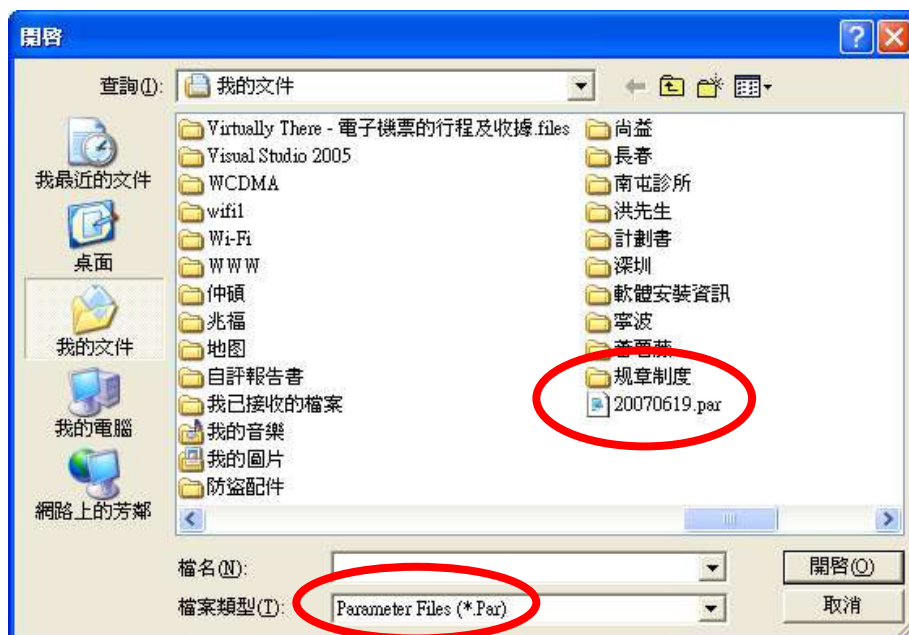 開啓
查詢(I):
我的文件
我最近的文件
桌面
我的文件
我的電腦
網路上的芳鄰
Virtually There - 電子機票的行程及收據.files
Visual Studio 2005
WCDMA
wifi1
Wi-Fi
WWW
仲碩
兆福
地图
自評報告書
我已接收的檔案
我的音樂
我的圖片
防盜配件
尚益
長春
南屯診所
洪先生
計劃書
深圳
軟體安裝資訊
寧波
规章制度
20070619.par
檔名(N):
開啓(O)
檔案類型(T):
Parameter Files (*.Par)
取消